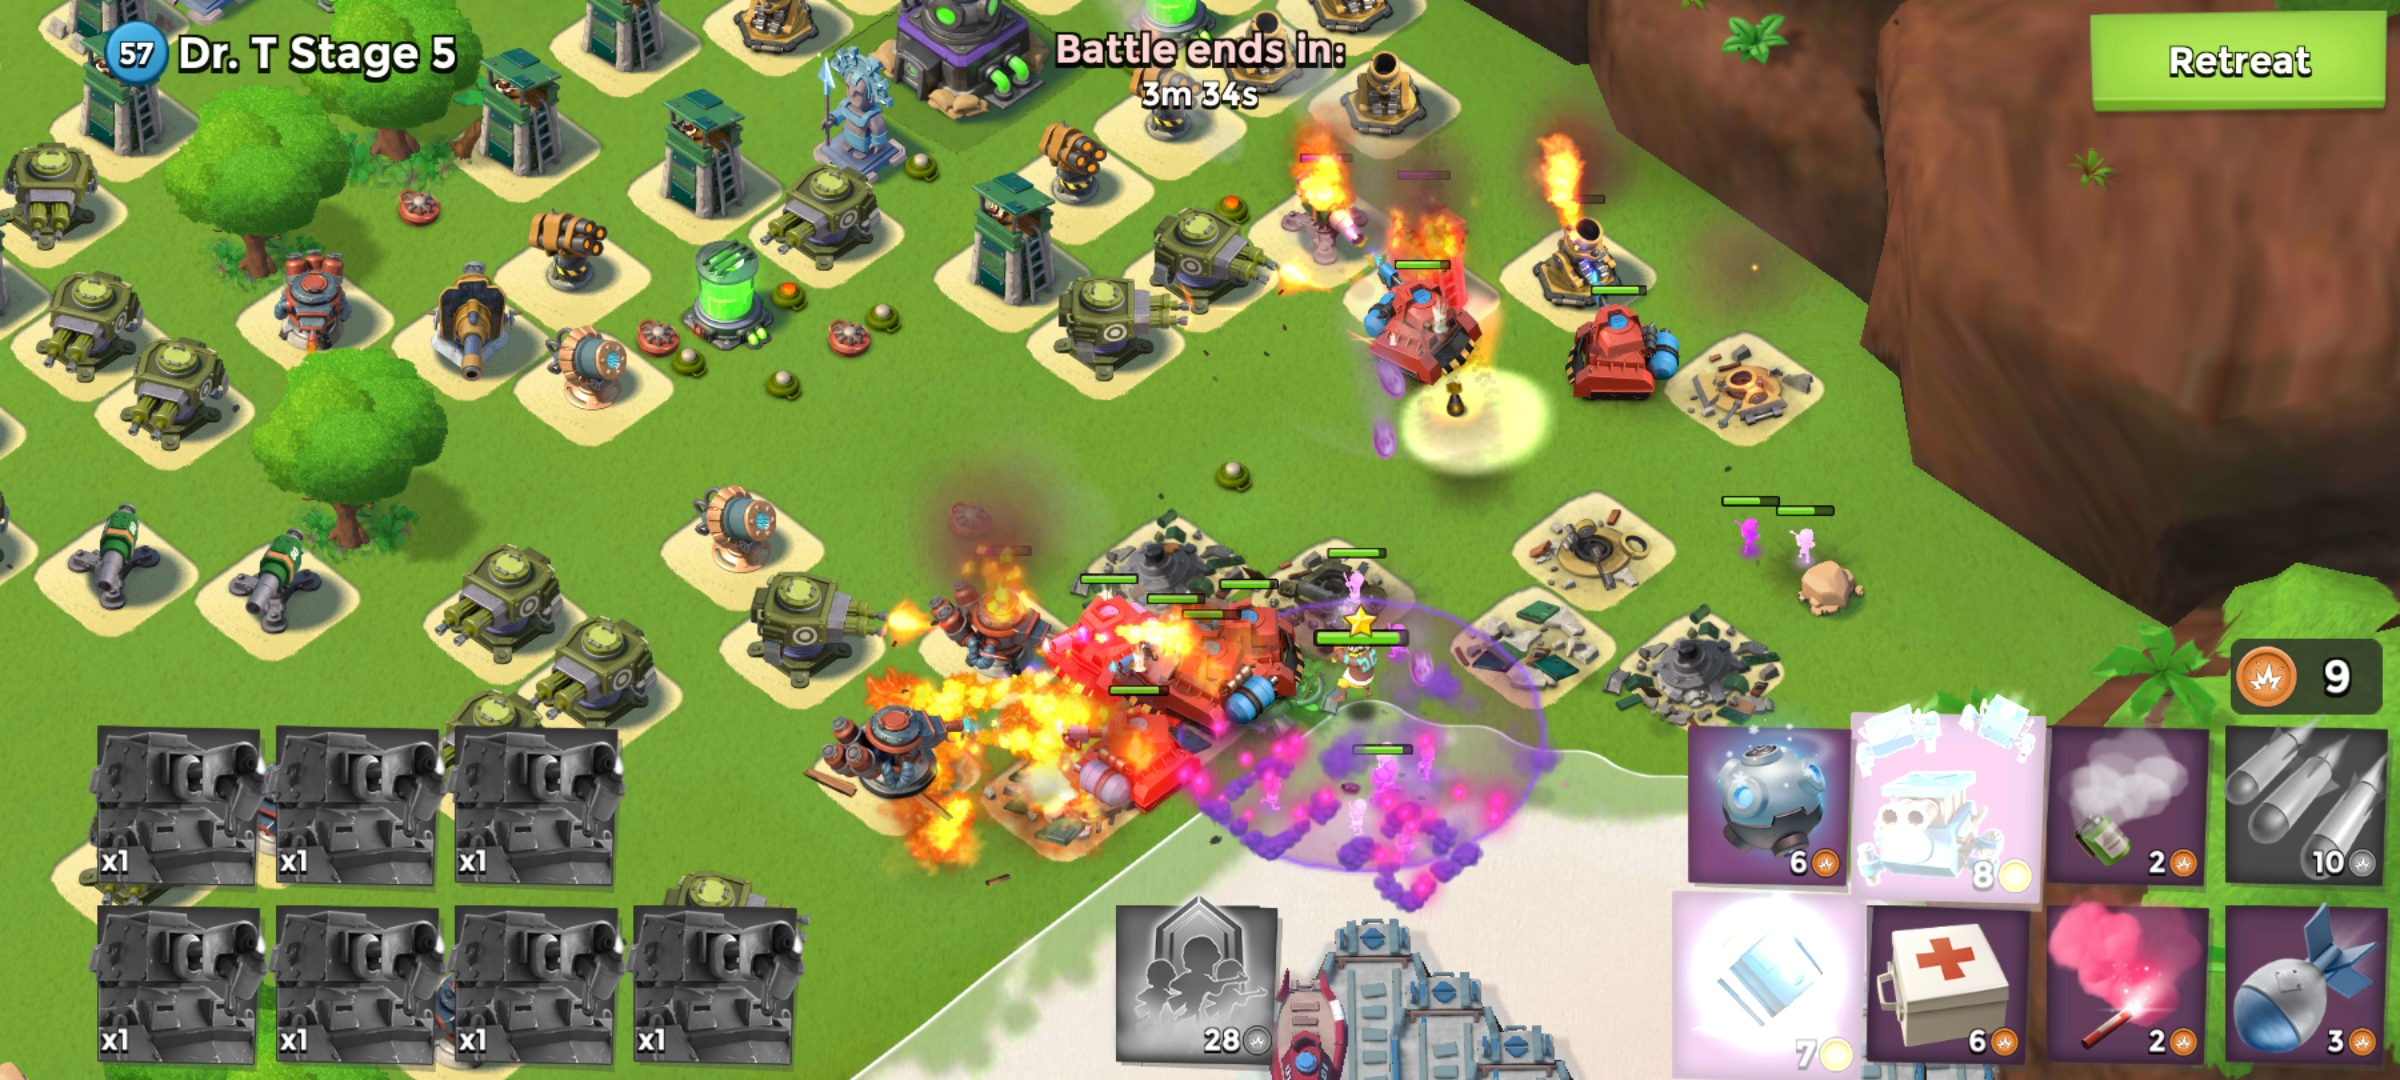 57 Dr. T Stage 5
Battle ends in:
3m 34s
Retreat
9
x1 x1 x1
6 8 2 10
x1 x1 x1 x1
28
7 6 2 3